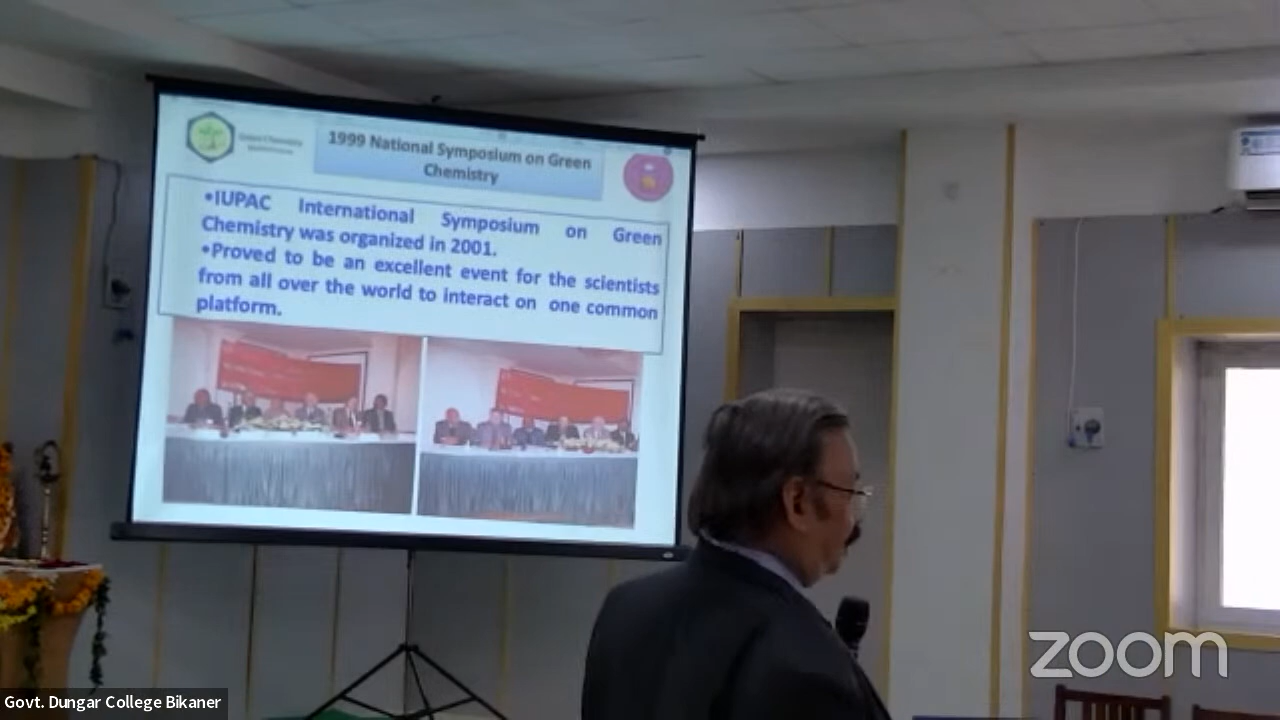 1999 National Symposium on Green
Chemistry
•IUPAC International Symposium on Green
Chemistry was organized in 2001.
•Proved to be an excellent event for the scientists
from all over the world to interact on one common
platform.
zoom
Govt. Dungar College Bikaner